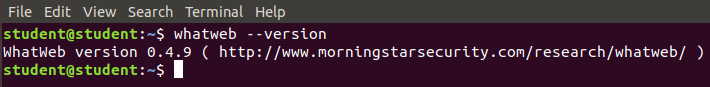 File Edit View Search Terminal Help
student@student:~$ whatweb --version
WhatWeb version 0.4.9 ( http://www.morningstarsecurity.com/research/whatweb/ )
student@student:~$